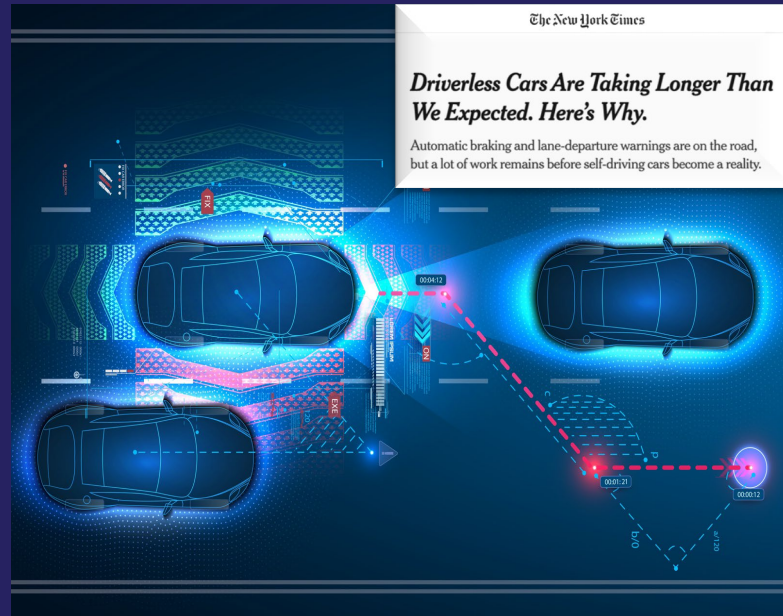 The New York Times
Driverless Cars Are Taking Longer Than
We Expected. Here's Why.
Automatic braking and lane-departure warnings are on the road,
but a lot of work remains before self-driving cars become a reality.
FIX
00:04:12
ON
EXE
c
d
00:01:21
00:00:12
b/0
a/120